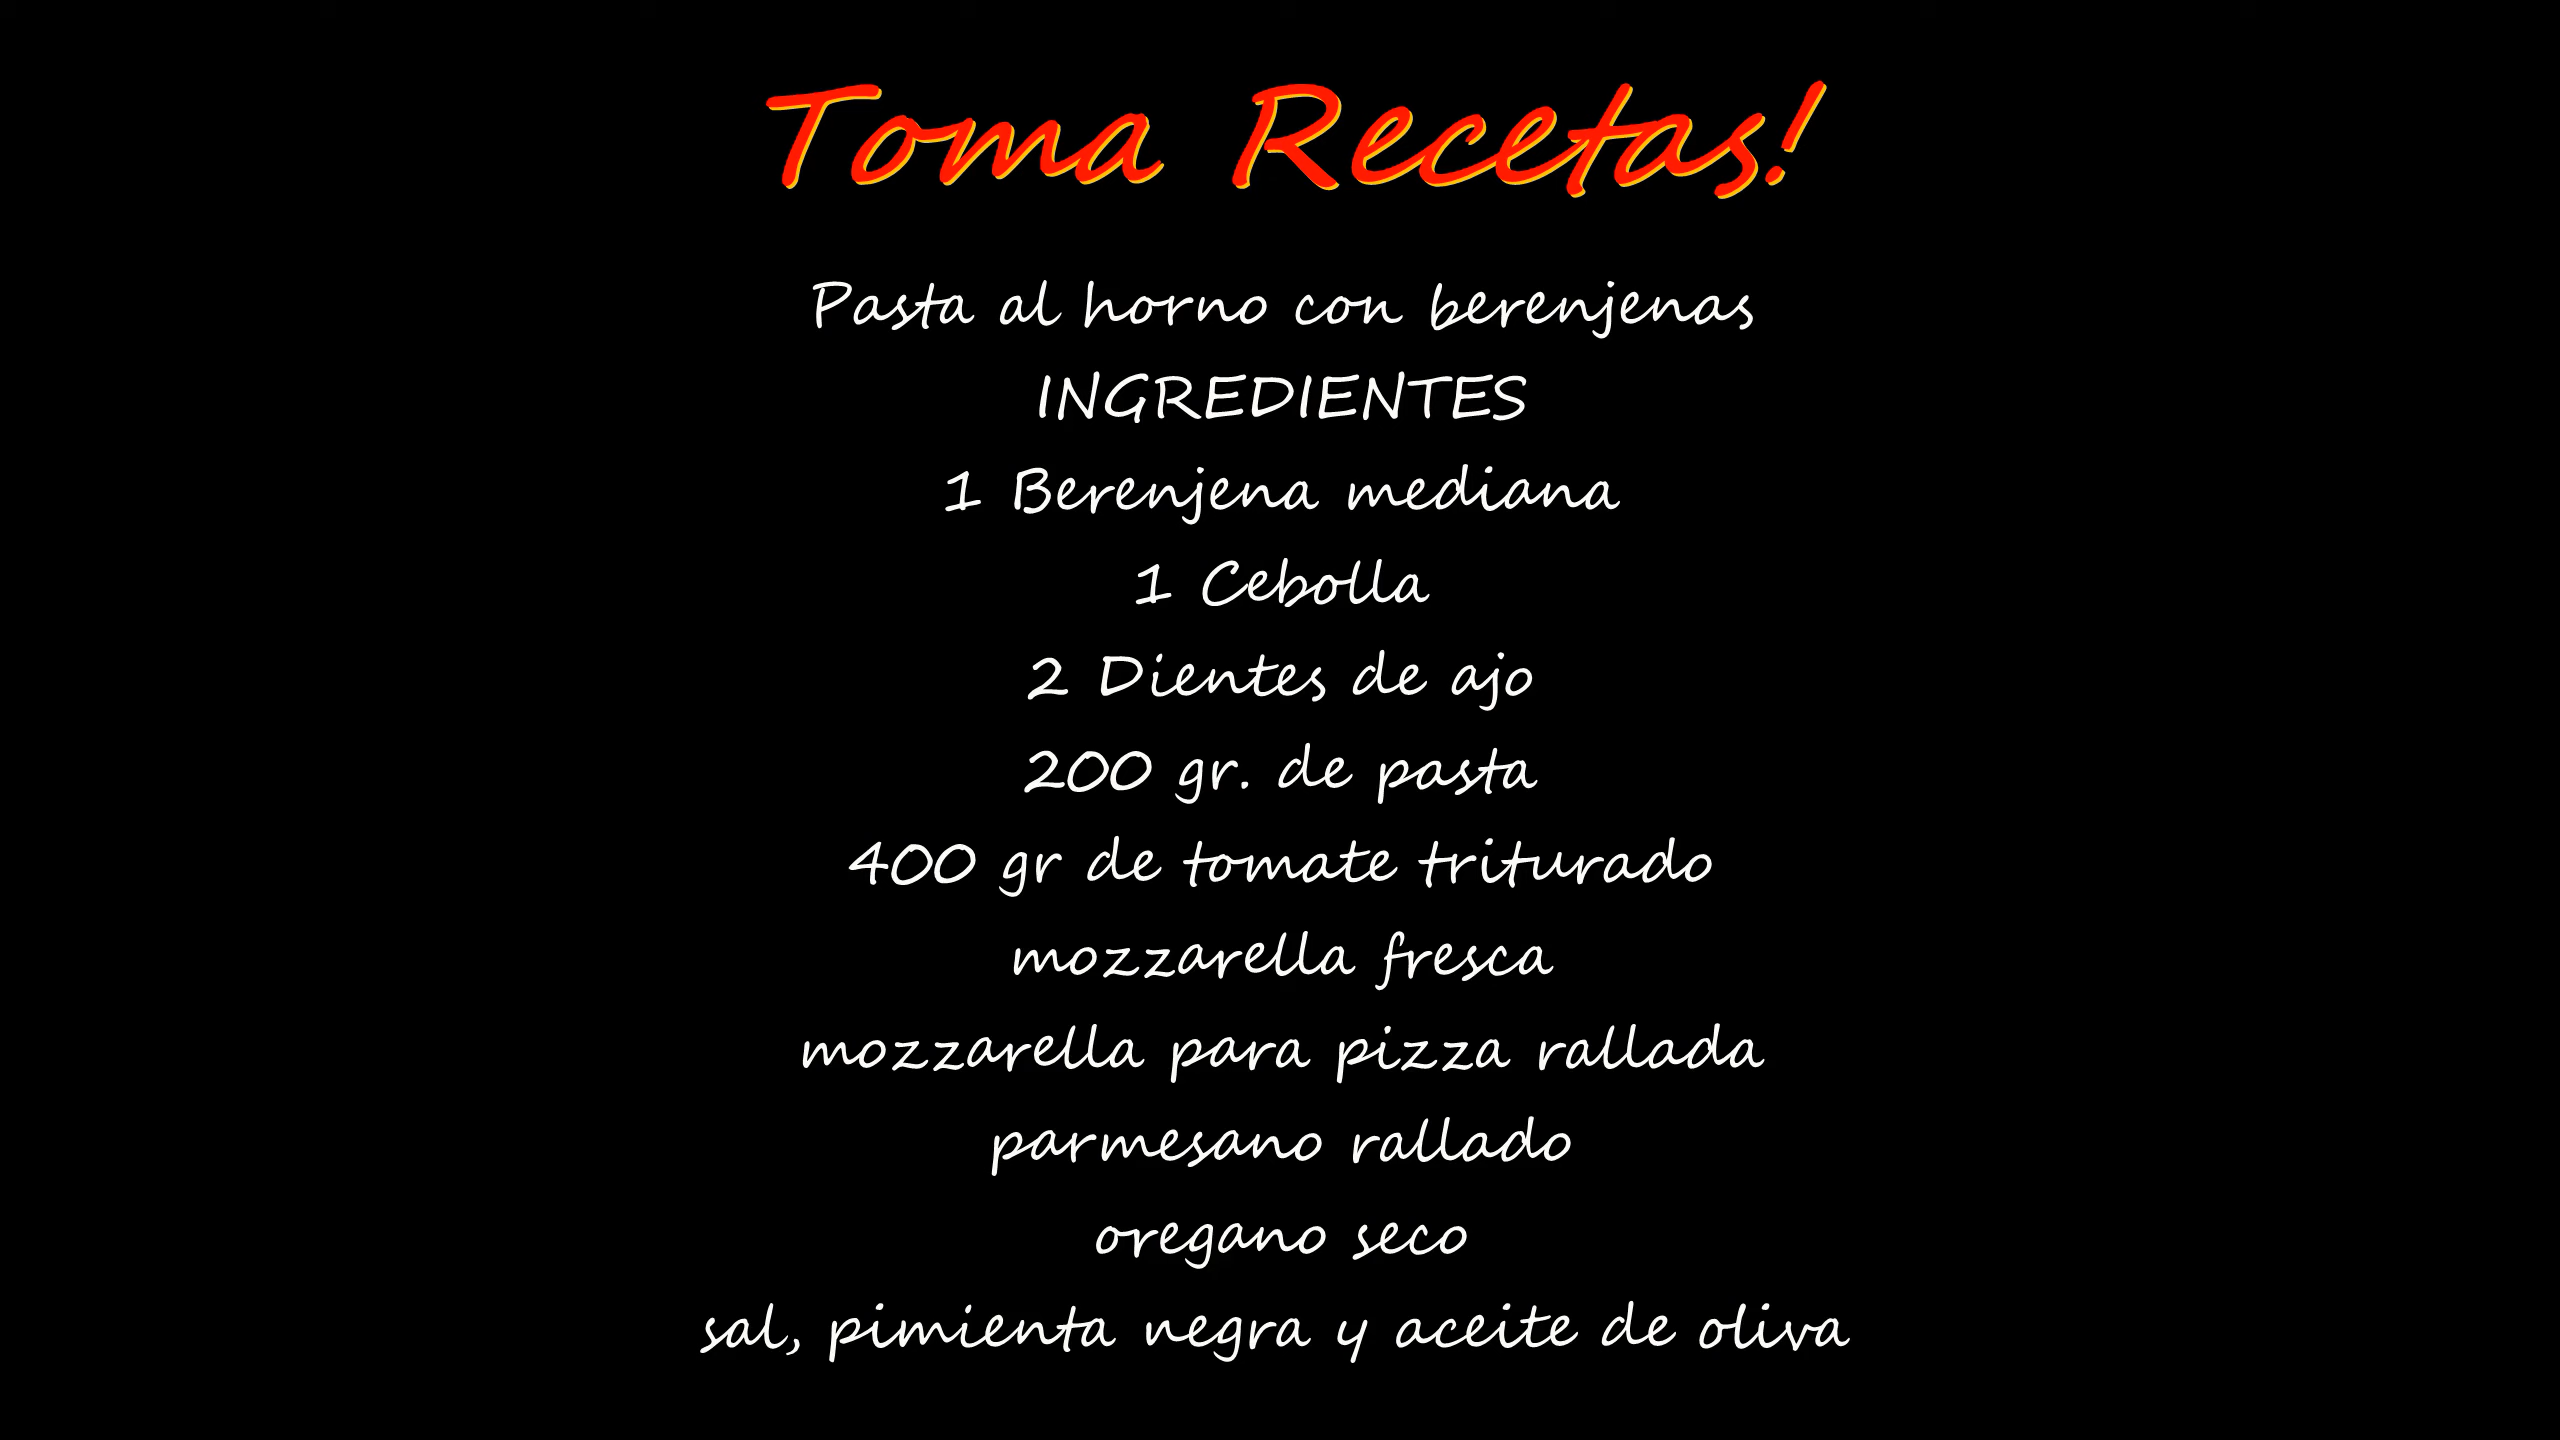 Toma Recetas!
Pasta al horno con berenjenas
INGREDIENTES
1 Berenjena mediana
1 Cebolla
2 Dientes de ajo
200 gr. de pasta
400 gr de tomate triturado
mozzarella fresca
mozzarella para pizza rallada
parmesano rallado
oregano seco
sal, pimienta negra y aceite de oliva